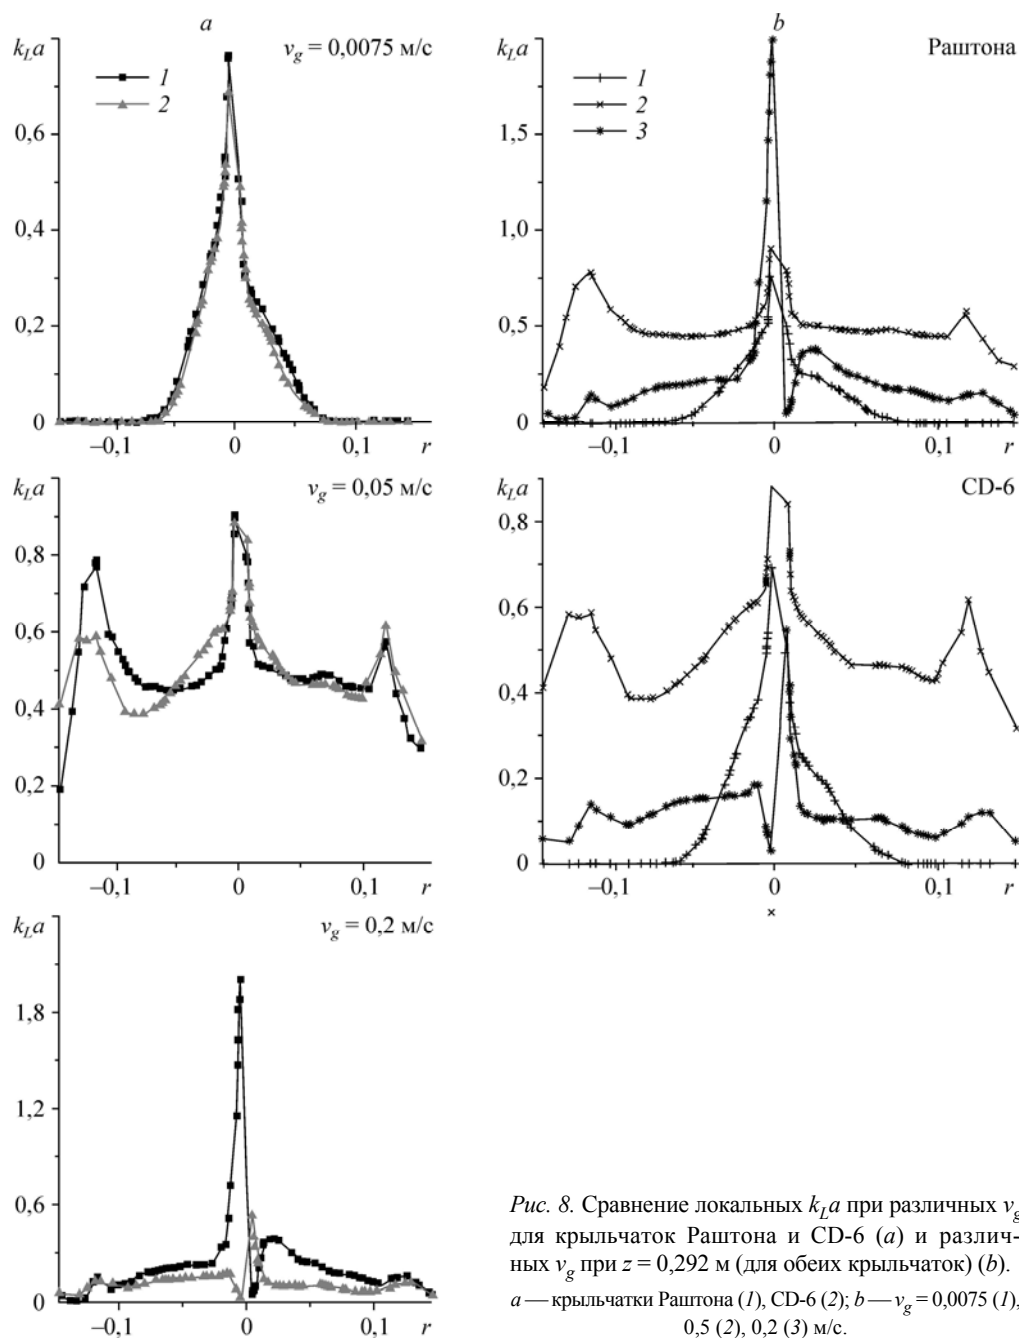 a
k_L a
v_g = 0,0075 м/с
1
2
0,6
0,4
0,2
0
–0,1
0
0,1
r
k_L a
v_g = 0,05 м/с
0,8
0,6
0,4
0,2
0
–0,1
0
0,1
r
k_L a
v_g = 0,2 м/с
1,8
1,2
0,6
0
–0,1
0
0,1
r
b
k_L a
Раштона
1
2
3
1,5
1,0
0,5
0
–0,1
0
0,1
r
k_L a
CD-6
0,8
0,6
0,4
0,2
0
–0,1
0
0,1
r
Рис. 8. Сравнение локальных k_L a при различных v_g
для крыльчаток Раштона и CD-6 (a) и различ-
ных v_g при z = 0,292 м (для обеих крыльчаток) (b).
a — крыльчатки Раштона (1), CD-6 (2); b — v_g = 0,0075 (1),
0,5 (2), 0,2 (3) м/с.